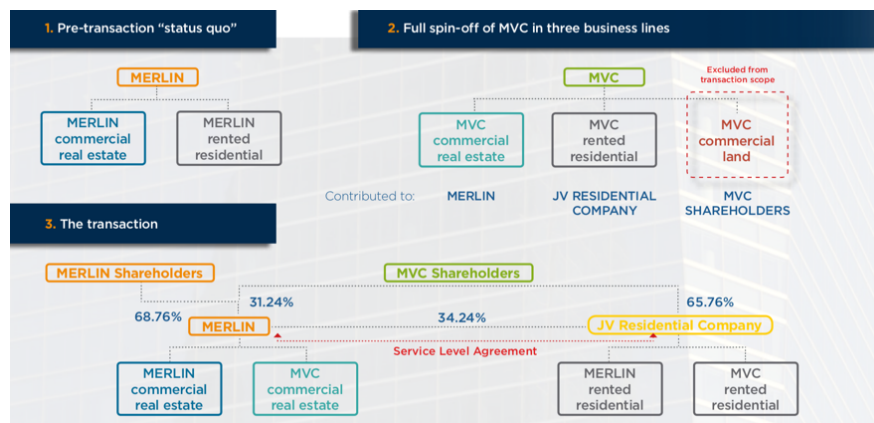 1. Pre-transaction “status quo”
2. Full spin-off of MVC in three business lines
MERLIN
MERLIN
commercial
real estate
MERLIN
rented
residential
MVC
Excluded from
transaction scope
MVC
commercial
real estate
MVC
rented
residential
MVC
commercial
land
Contributed to:
MERLIN
JV RESIDENTIAL
COMPANY
MVC
SHAREHOLDERS
3. The transaction
MERLIN Shareholders
MVC Shareholders
31.24%
65.76%
68.76%
34.24%
MERLIN
JV Residential Company
Service Level Agreement
MERLIN
commercial
real estate
MVC
commercial
real estate
MERLIN
rented
residential
MVC
rented
residential